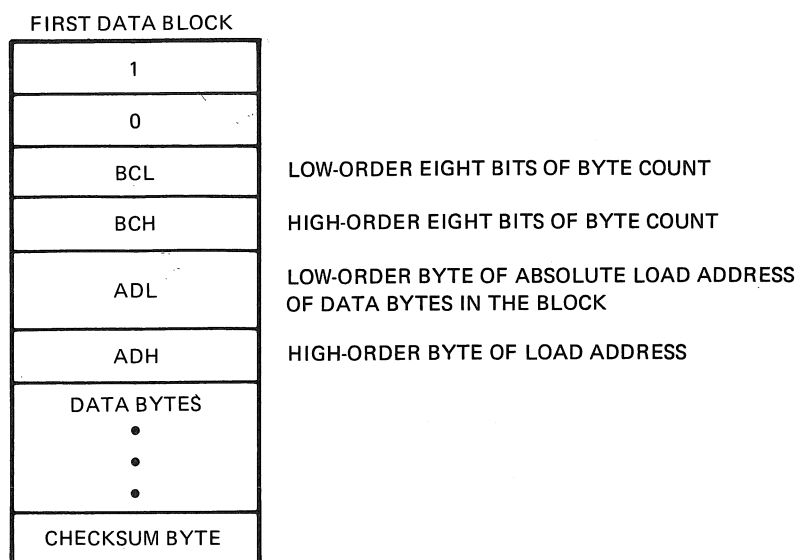 FIRST DATA BLOCK
1
0
BCL LOW-ORDER EIGHT BITS OF BYTE COUNT
BCH HIGH-ORDER EIGHT BITS OF BYTE COUNT
ADL LOW-ORDER BYTE OF ABSOLUTE LOAD ADDRESS
OF DATA BYTES IN THE BLOCK
ADH HIGH-ORDER BYTE OF LOAD ADDRESS
DATA BYTES
CHECKSUM BYTE